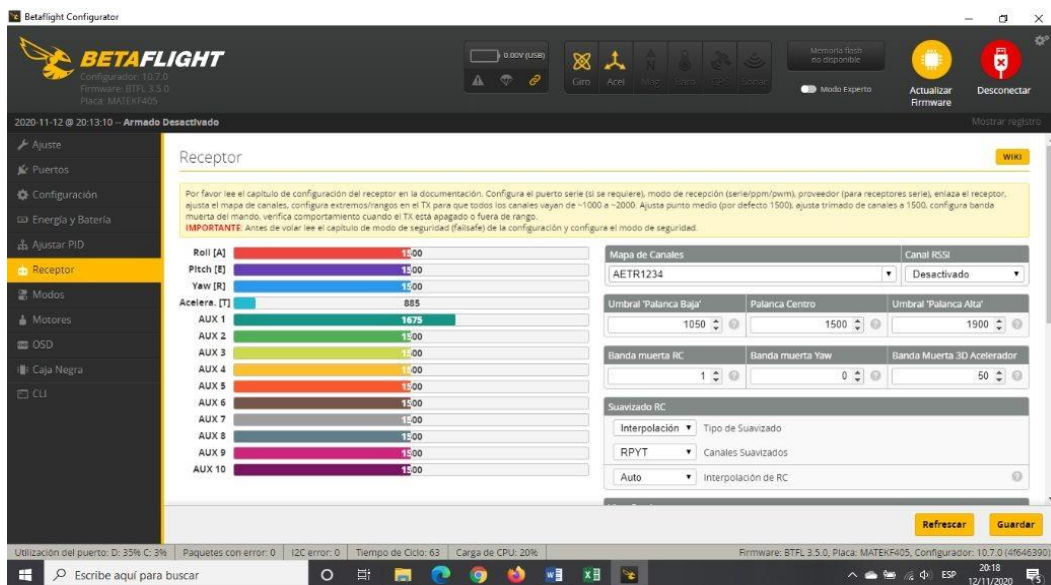 Betaflight Configurator
BETAFLIGHT
Configurador: 10.7.0
Firmware: BTFL 3.5.0
Placa: MATEKF405
0.00V (USB)
Giro Acel Mag Baro GPS Sonar
Memoria flash
no disponible
Modo Experto
Actualizar
Firmware
Desconectar
2020-11-12 @ 20:13:10 -- Armado Desactivado
Mostrar registro
Ajuste
Puertos
Configuración
Energía y Batería
Ajustar PID
Receptor
Modos
Motores
OSD
Caja Negra
CLI
Receptor
WIKI
Por favor lee el capítulo de configuración del receptor en la documentación. Configura el puerto serie (si se requiere), modo de recepción (serie/ppm/pwm), proveedor (para receptores serie), enlaza el receptor,
ajusta el mapa de canales, configura extremos/rangos en el TX para que todos los canales vayan de ~1000 a ~2000. Ajusta punto medio (por defecto 1500), ajusta trimado de canales a 1500, configura banda
muerta del mando, verifica comportamiento cuando el TX está apagado o fuera de rango.
IMPORTANTE: Antes de volar lee el capítulo de modo de seguridad (failsafe) de la configuración y configura el modo de seguridad.
Roll [A] 1500
Pitch [E] 1500
Yaw [R] 1500
Acelera. [T] 885
AUX 1 1675
AUX 2 1500
AUX 3 1500
AUX 4 1500
AUX 5 1500
AUX 6 1500
AUX 7 1500
AUX 8 1500
AUX 9 1500
AUX 10 1500
Mapa de Canales Canal RSSI
AETR1234 Desactivado
Umbral 'Palanca Baja' Palanca Centro Umbral 'Palanca Alta'
1050 1500 1900
Banda muerta RC Banda muerta Yaw Banda Muerta 3D Acelerador
1 0 50
Suavizado RC
Interpolación Tipo de Suavizado
RPYT Canales Suavizados
Auto Interpolación de RC
Refrescar Guardar
Utilización del puerto: D: 35% C: 3% Paquetes con error: 0 I2C error: 0 Tiempo de Ciclo: 63 Carga de CPU: 20% Firmware: BTFL 3.5.0, Placa: MATEKF405, Configurador: 10.7.0 (4f646390)
Escribe aquí para buscar
ESP
20:18
12/11/2020